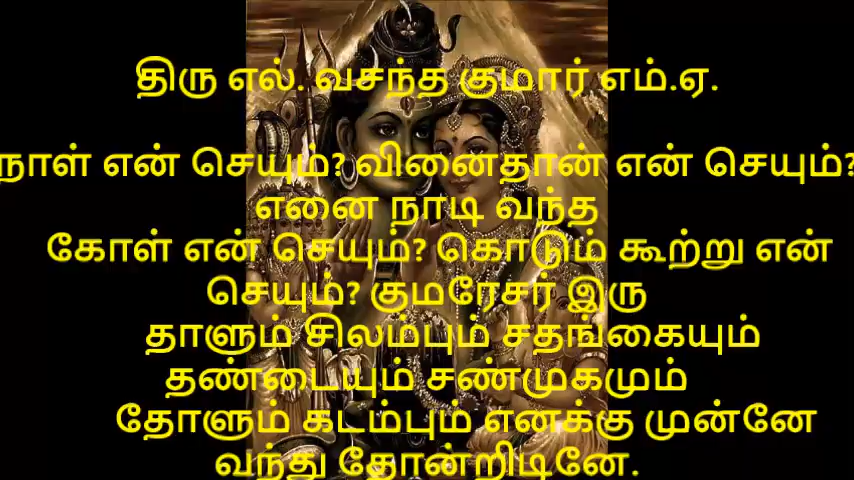 திரு எல். வசந்த குமார் எம்.ஏ.
நாள் என் செயும்? வினைதான் என் செயும்?
எனை நாடி வந்த
கோள் என் செயும்? கொடும் கூற்று என்
செயும்? குமரேசர் இரு
தாளும் சிலம்பும் சதங்கையும்
தண்டையும் சண்முகமும்
தோளும் கடம்பும் எனக்கு முன்னே
வந்து தோன்றிடினே.